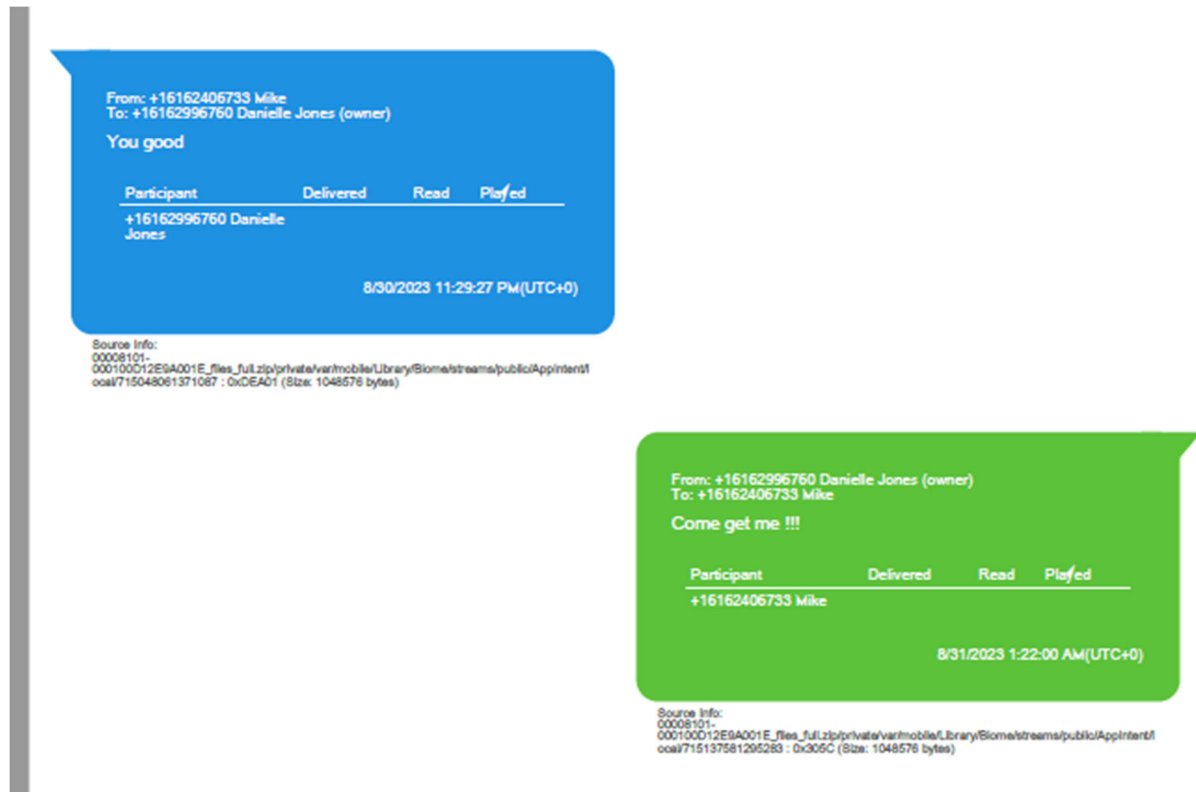 From: +16162406733 Mike
To: +16162996760 Danielle Jones (owner)
You good
Participant Delivered Read Played
+16162996760 Danielle
Jones
8/30/2023 11:29:27 PM(UTC+0)
Source Info:
00008101-
000100D12E9A001E_files_full.zip/private/var/mobile/Library/Biome/streams/public/AppIntent/l
ocal/715048061371087 : 0xDEA01 (Size: 1048576 bytes)
From: +16162996760 Danielle Jones (owner)
To: +16162406733 Mike
Come get me !!!
Participant Delivered Read Played
+16162406733 Mike
8/31/2023 1:22:00 AM(UTC+0)
Source Info:
00008101-
000100D12E9A001E_files_full.zip/private/var/mobile/Library/Biome/streams/public/AppIntent/l
ocal/715137581295283 : 0x305C (Size: 1048576 bytes)